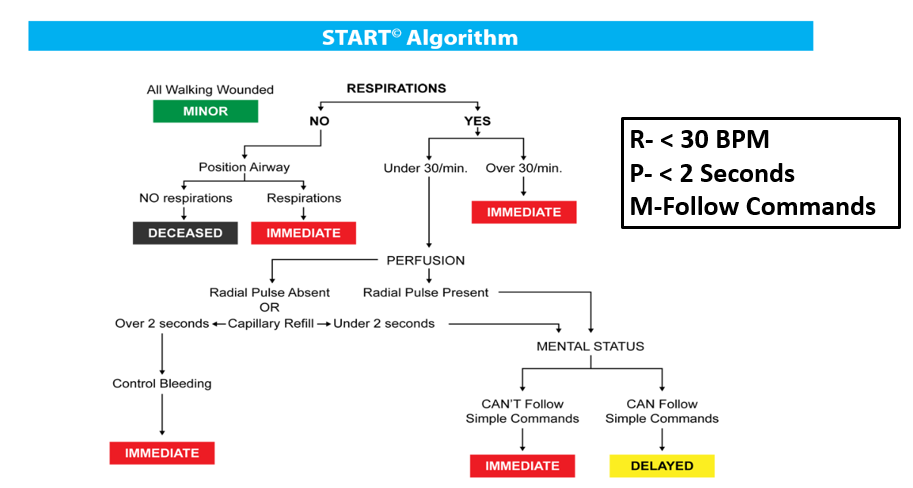 START© Algorithm
All Walking Wounded
MINOR
RESPIRATIONS
NO
YES
R- < 30 BPM
P- < 2 Seconds
M-Follow Commands
Position Airway
Under 30/min.
Over 30/min.
NO respirations
Respirations
IMMEDIATE
DECEASED
IMMEDIATE
PERFUSION
Radial Pulse Absent
Radial Pulse Present
OR
Over 2 seconds
Capillary Refill
Under 2 seconds
MENTAL STATUS
Control Bleeding
CAN'T Follow
Simple Commands
CAN Follow
Simple Commands
IMMEDIATE
IMMEDIATE
DELAYED